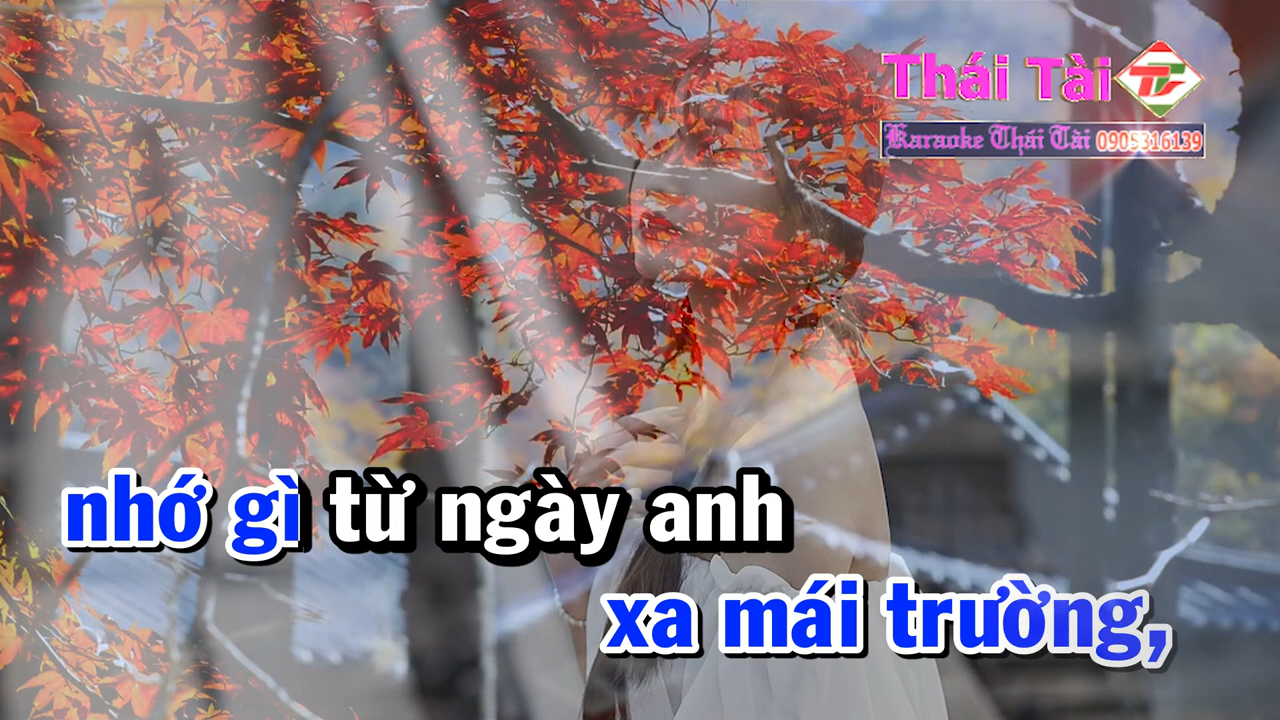 Thái Tài
Karaoke Thái Tài 0905316139
nhớ gì từ ngày anh
xa mái trường,